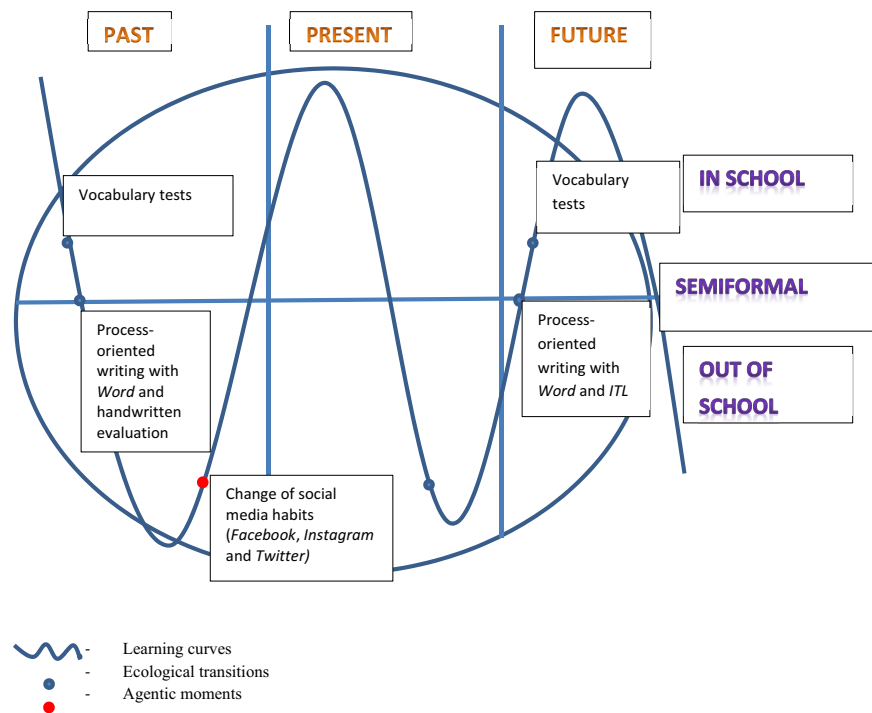 PAST
PRESENT
FUTURE
Vocabulary tests
Vocabulary
tests
IN SCHOOL
SEMIFORMAL
Process-
oriented
writing with
Word and
handwritten
evaluation
Process-
oriented
writing with
Word and ITL
OUT OF
SCHOOL
Change of social
media habits
(Facebook, Instagram
and Twitter)
- Learning curves
- Ecological transitions
- Agentic moments